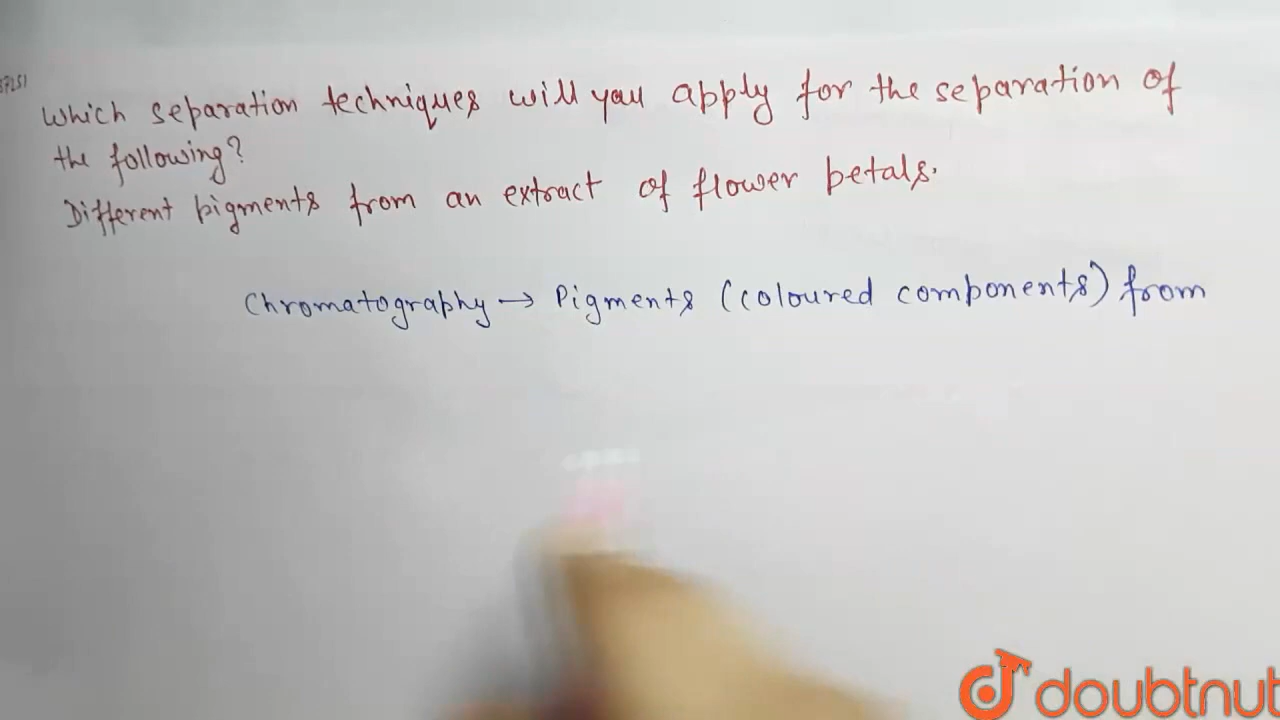 Which separation techniques will you apply for the separation of
the following?
Different pigments from an extract of flower petals.
Chromatography → Pigments (coloured components) from
doubtnut